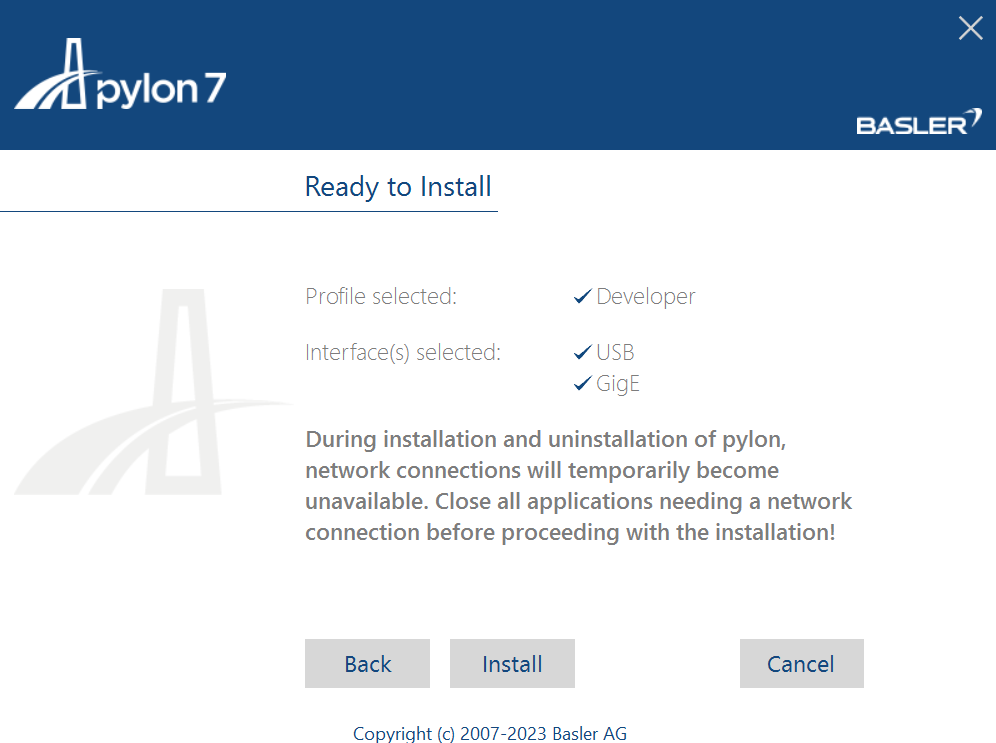 pylon 7
BASLER
Ready to Install
Profile selected:
Developer
Interface(s) selected:
USB
GigE
During installation and uninstallation of pylon,
network connections will temporarily become
unavailable. Close all applications needing a network
connection before proceeding with the installation!
Back
Install
Cancel
Copyright (c) 2007-2023 Basler AG